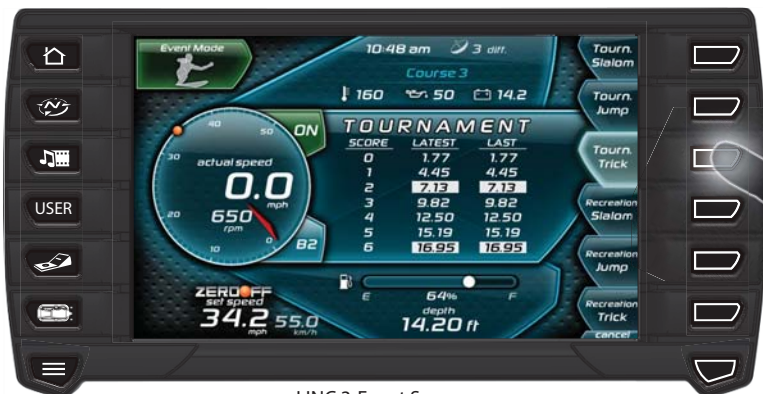 Event Mode
10:48 am 3 diff.
Course 3
160 50 14.2
Tourn. Slalom
Tourn. Jump
Tourn. Trick
Recreation Slalom
Recreation Jump
Recreation Trick
cancel
USER
40 50
30
20
10 0
ON
actual speed
0.0
mph
650
rpm
B2
TOURNAMENT
SCORE LATEST LAST
0 1.77 1.77
1 4.45 4.45
2 7.13 7.13
3 9.82 9.82
4 12.50 12.50
5 15.19 15.19
6 16.95 16.95
ZEROOFF
set speed
34.2 55.0
mph km/h
E 64% F
depth
14.20 ft